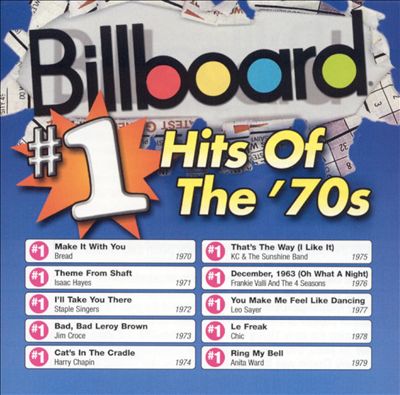 Billboard
#1
Hits Of
The '70s
#1 Make It With You
Bread 1970
#1 Theme From Shaft
Isaac Hayes 1971
#1 I'll Take You There
Staple Singers 1972
#1 Bad, Bad Leroy Brown
Jim Croce 1973
#1 Cat's In The Cradle
Harry Chapin 1974
#1 That's The Way (I Like It)
KC & The Sunshine Band 1975
#1 December, 1963 (Oh What A Night)
Frankie Valli And The 4 Seasons 1976
#1 You Make Me Feel Like Dancing
Leo Sayer 1977
#1 Le Freak
Chic 1978
#1 Ring My Bell
Anita Ward 1979